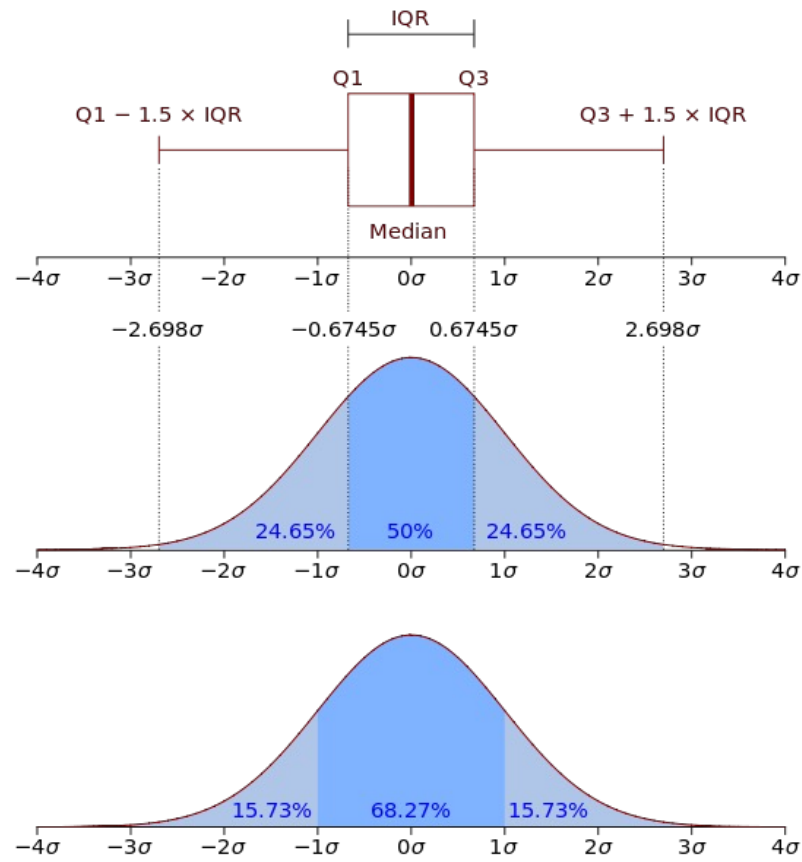 IQR
Q1 Q3
Q1 − 1.5 × IQR Q3 + 1.5 × IQR
Median
−4σ −3σ −2σ −1σ 0σ 1σ 2σ 3σ 4σ
−2.698σ −0.6745σ 0.6745σ 2.698σ
24.65% 50% 24.65%
−4σ −3σ −2σ −1σ 0σ 1σ 2σ 3σ 4σ
15.73% 68.27% 15.73%
−4σ −3σ −2σ −1σ 0σ 1σ 2σ 3σ 4σ